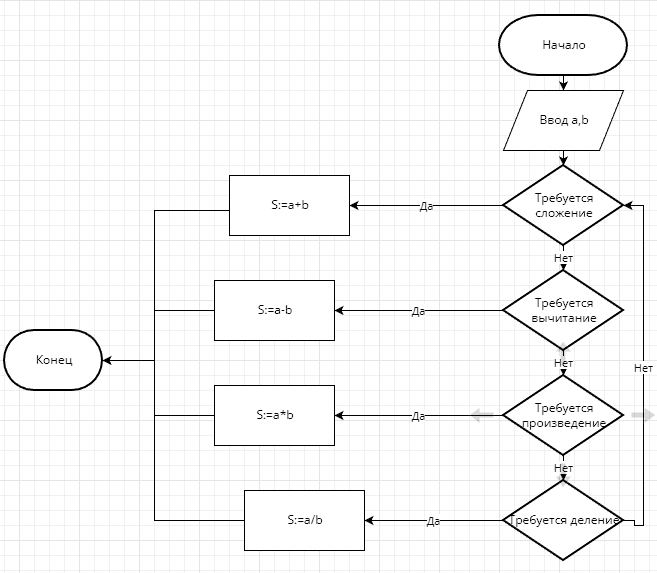 Начало
Ввод a,b
Требуется
сложение
Да
S:=a+b
Нет
Требуется
вычитание
Да
S:=a-b
Конец
Нет
Нет
Требуется
произведение
Да
S:=a*b
Нет
Требуется деление
Да
S:=a/b